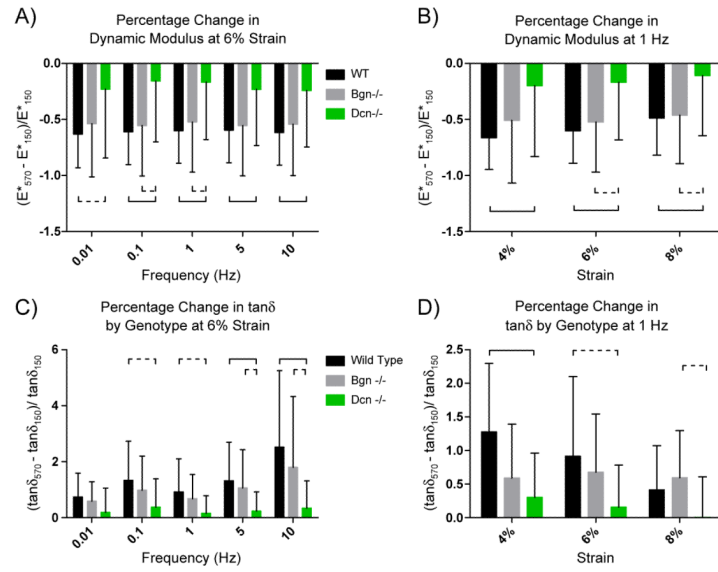 A)
Percentage Change in
Dynamic Modulus at 6% Strain
(E*570 - E*150)/E*150
0.0
-0.5
-1.0
-1.5
0.01
0.1
1
5
10
Frequency (Hz)
WT
Bgn-/-
Dcn-/-
B)
Percentage Change in
Dynamic Modulus at 1 Hz
(E*570 - E*150)/E*150
0.0
-0.5
-1.0
-1.5
4%
6%
8%
Strain
C)
Percentage Change in tanδ
by Genotype at 6% Strain
(tanδ570 - tanδ150)/ tanδ150
6
4
2
0
0.01
0.1
1
5
10
Frequency (Hz)
Wild Type
Bgn -/-
Dcn -/-
D)
Percentage Change in
tanδ by Genotype at 1 Hz
(tanδ570 - tanδ150)/ tanδ150
2.5
2.0
1.5
1.0
0.5
0.0
4%
6%
8%
Strain